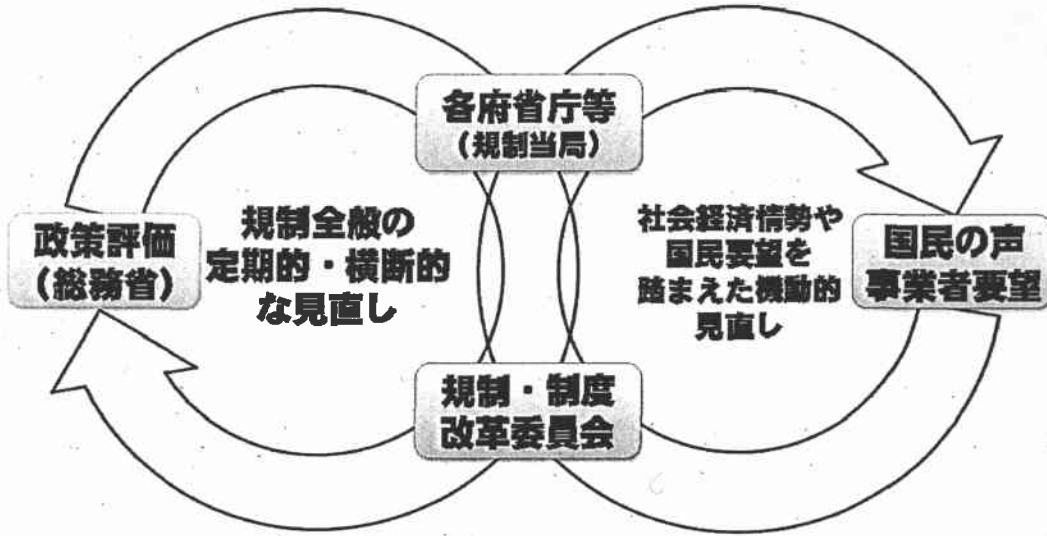 各府省庁等
（規制当局）
政策評価
（総務省）
規制全般の
定期的・横断的
な見直し
社会経済情勢や
国民要望を
踏まえた機動的
見直し
国民の声
事業者要望
規制・制度
改革委員会